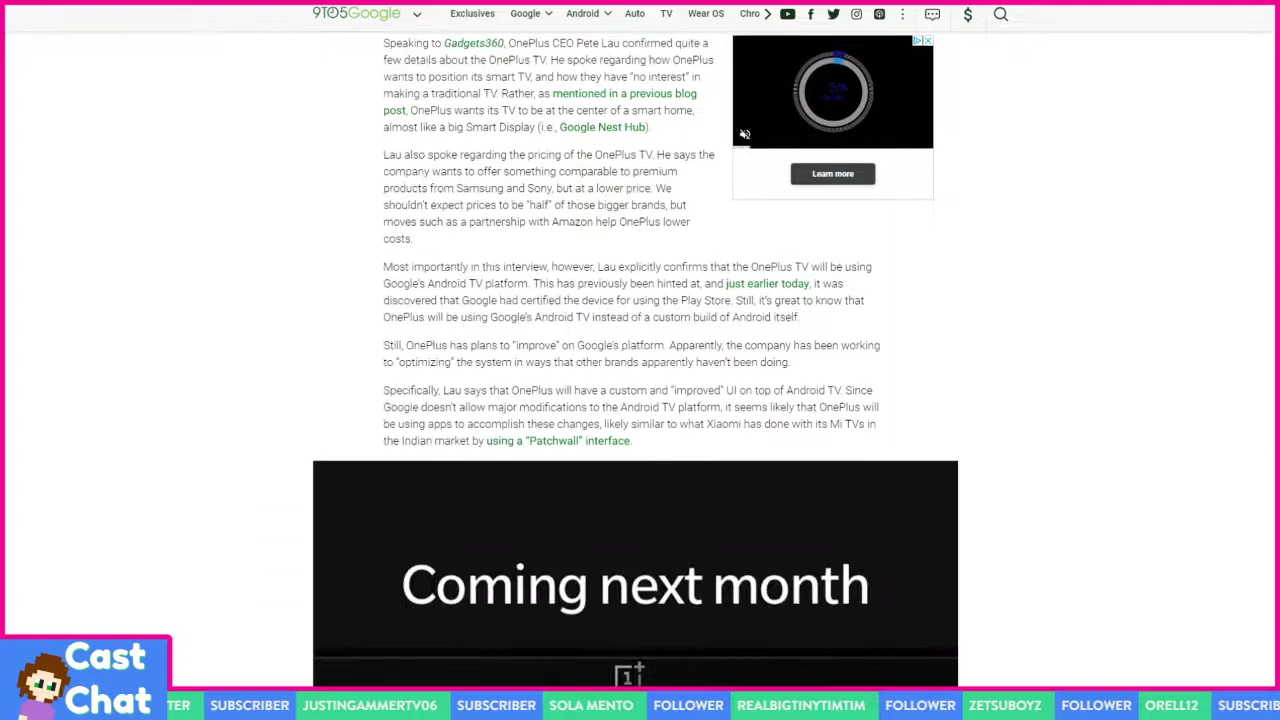 9TO5Google Exclusives Google Android Auto TV Wear OS Chro
Speaking to Gadgets360, OnePlus CEO Pete Lau confirmed quite a
few details about the OnePlus TV. He spoke regarding how OnePlus
wants to position its smart TV, and how they have “no interest” in
making a traditional TV. Rather, as mentioned in a previous blog
post, OnePlus wants its TV to be at the center of a smart home,
almost like a big Smart Display (i.e., Google Nest Hub).
Learn more
Lau also spoke regarding the pricing of the OnePlus TV. He says the
company wants to offer something comparable to premium
products from Samsung and Sony, but at a lower price. We
shouldn’t expect prices to be “half” of those bigger brands, but
moves such as a partnership with Amazon help OnePlus lower
costs.
Most importantly in this interview, however, Lau explicitly confirms that the OnePlus TV will be using
Google’s Android TV platform. This has previously been hinted at, and just earlier today, it was
discovered that Google had certified the device for using the Play Store. Still, it’s great to know that
OnePlus will be using Google’s Android TV instead of a custom build of Android itself.
Still, OnePlus has plans to “improve” on Google’s platform. Apparently, the company has been working
to “optimizing” the system in ways that other brands apparently haven’t been doing.
Specifically, Lau says that OnePlus will have a custom and “improved” UI on top of Android TV. Since
Google doesn’t allow major modifications to the Android TV platform, it seems likely that OnePlus will
be using apps to accomplish these changes, likely similar to what Xiaomi has done with its Mi TVs in
the Indian market by using a “Patchwall” interface.
Coming next month
Cast
Chat
TER SUBSCRIBER JUSTINGAMMERTV06 SUBSCRIBER SOLA MENTO FOLLOWER REALBIGTINYTIMTIM FOLLOWER ZETSUBOYZ FOLLOWER ORELL12 SUBSCRIB